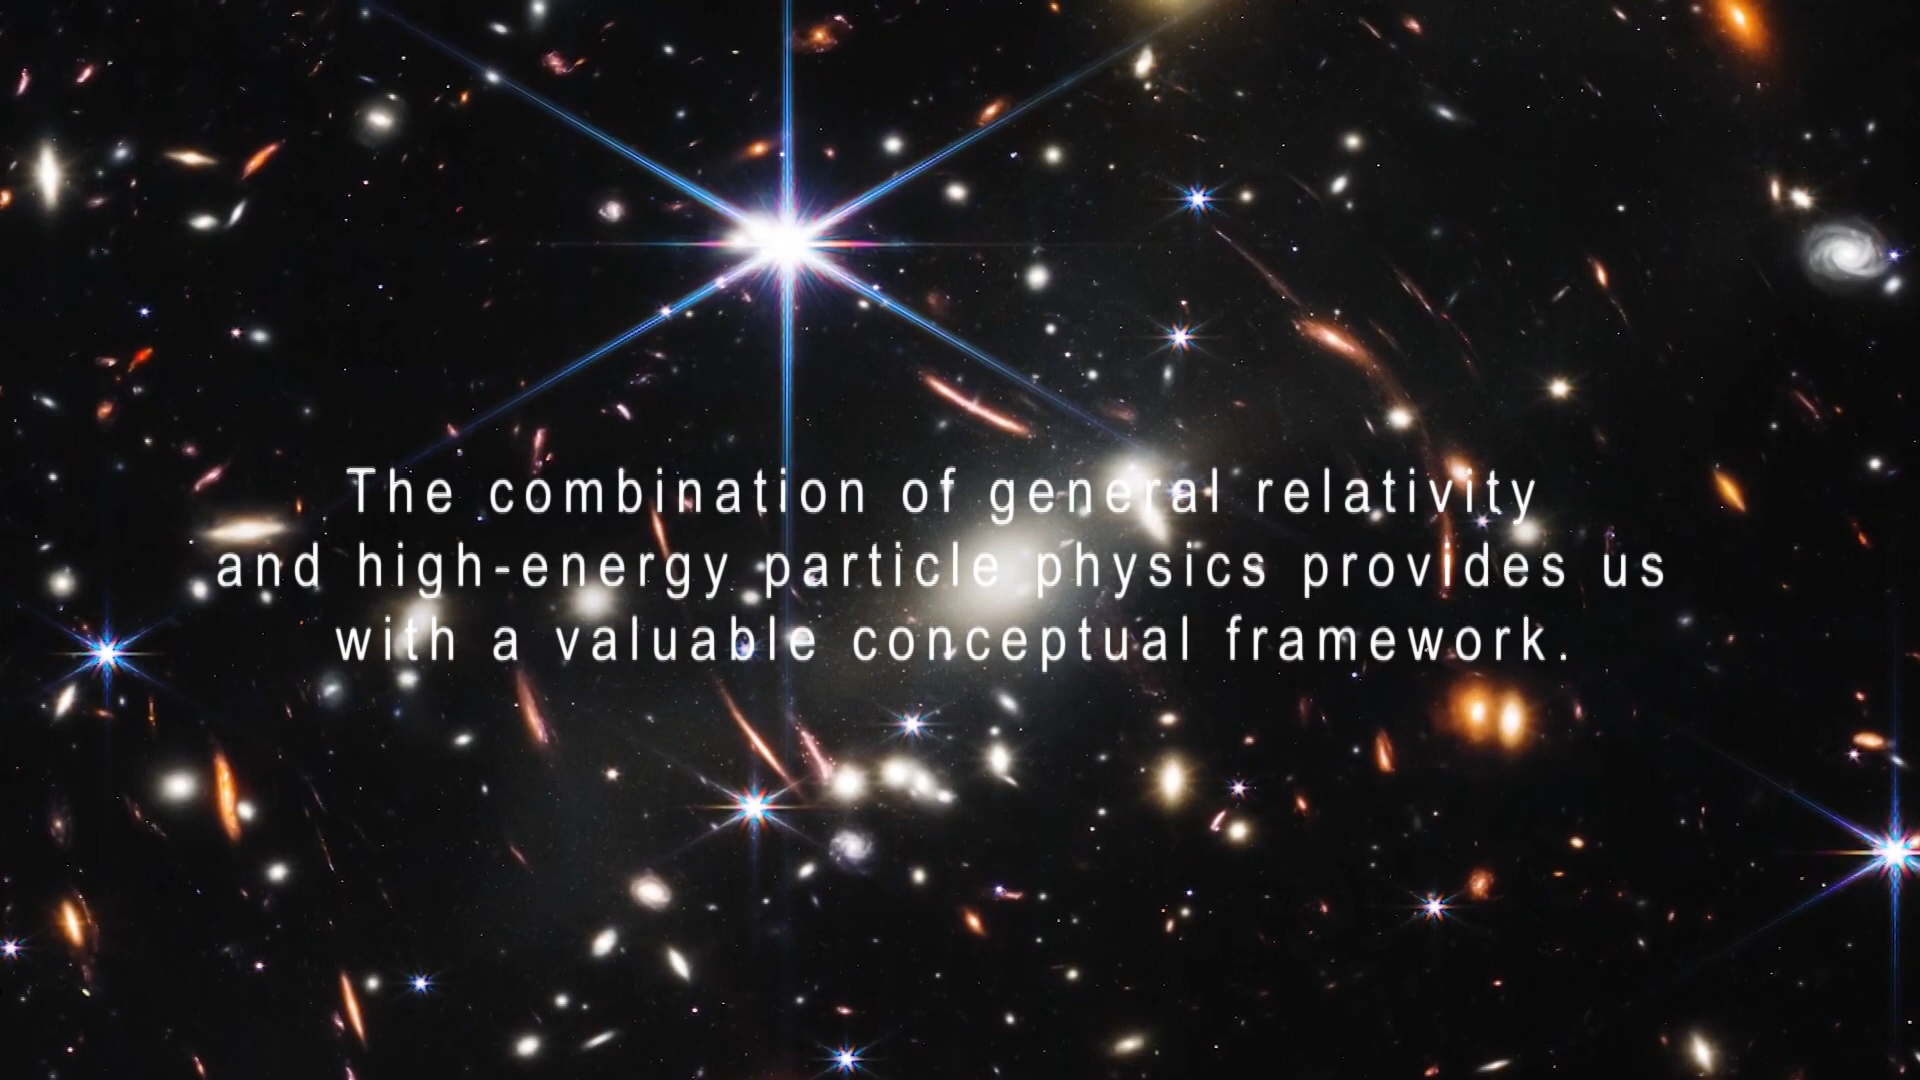 The combination of general relativity
and high-energy particle physics provides us
with a valuable conceptual framework.